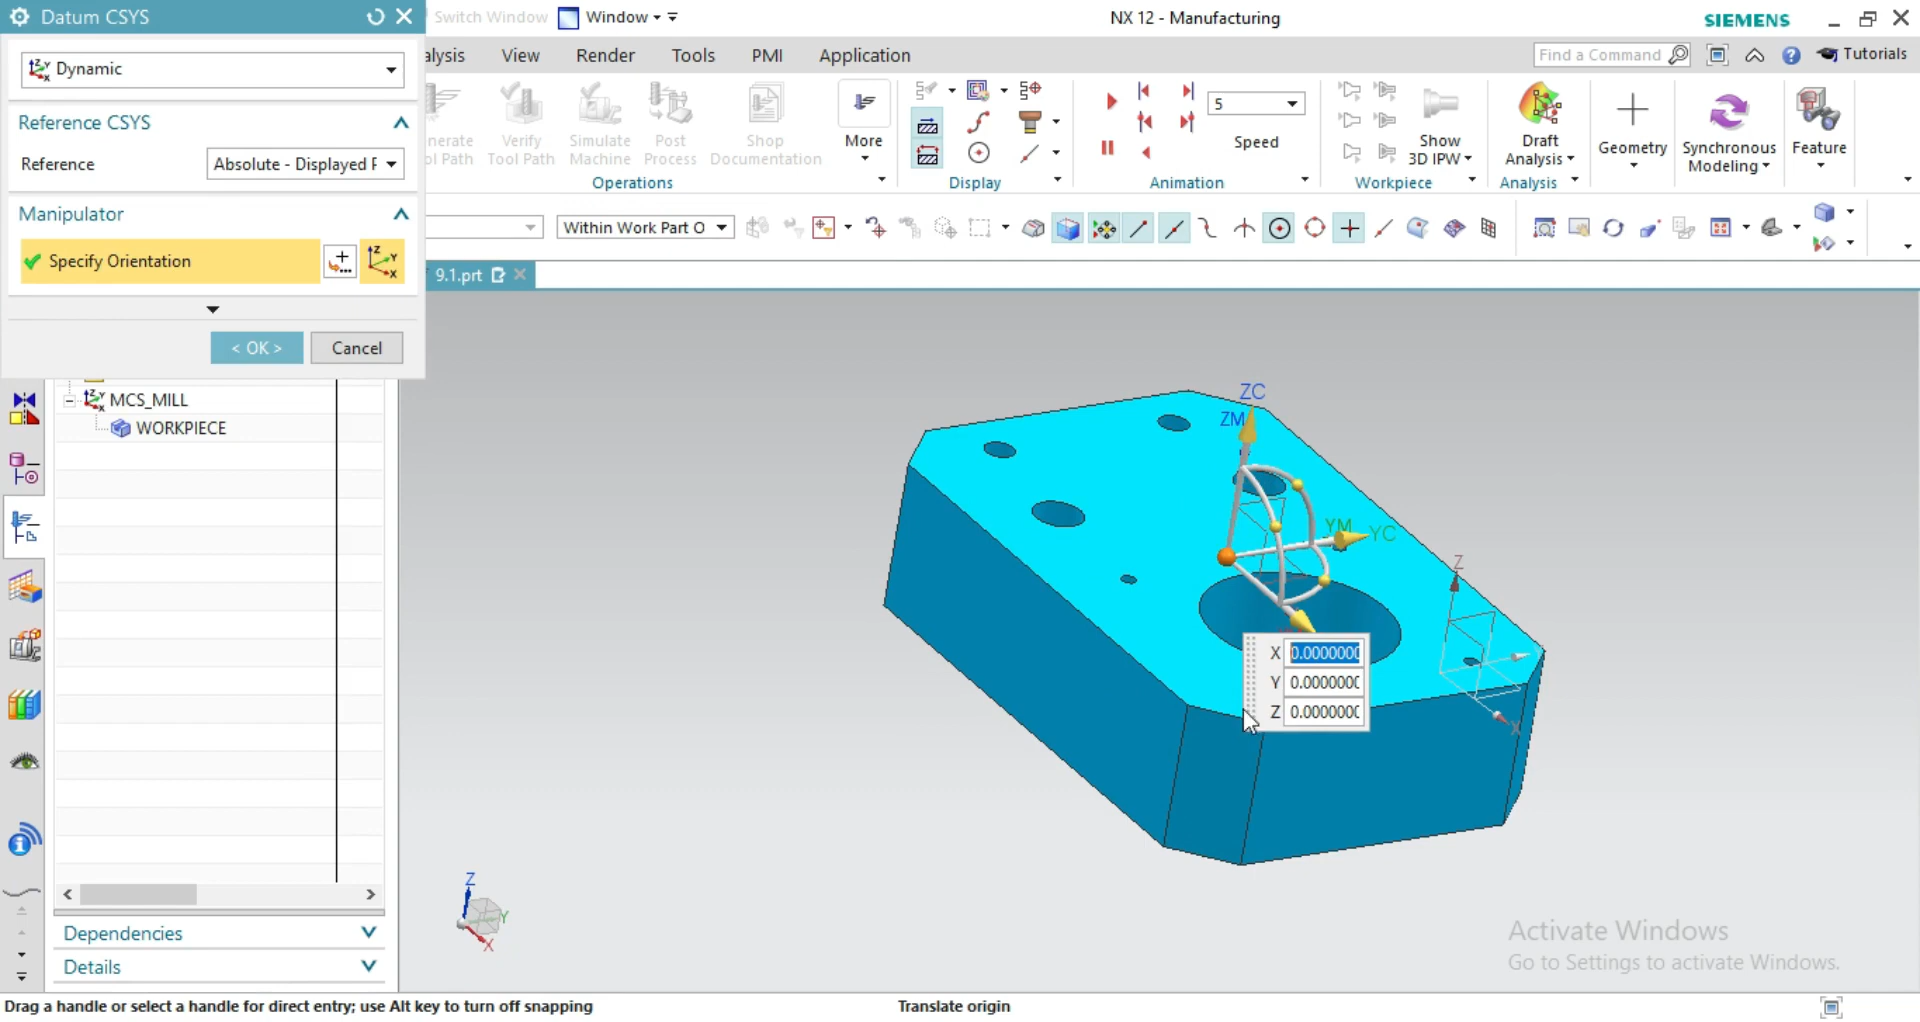 Datum CSYS
Switch Window
Window
NX 12 - Manufacturing
SIEMENS
alysis
View
Render
Tools
PMI
Application
Find a Command
Tutorials
Dynamic
Reference CSYS
Reference
Absolute - Displayed P
Manipulator
Specify Orientation
< OK >
Cancel
nerate
ol Path
Verify
Tool Path
Simulate
Machine
Post
Process
Shop
Documentation
More
Operations
Display
5
Speed
Animation
Show
3D IPW
Workpiece
Draft
Analysis
Analysis
Geometry
Synchronous
Modeling
Feature
Within Work Part O
9.1.prt
MCS_MILL
WORKPIECE
ZC
ZM
YM
YC
Z
X
X 0.0000000
Y 0.0000000
Z 0.0000000
Z
Y
X
Dependencies
Details
Activate Windows
Go to Settings to activate Windows.
Drag a handle or select a handle for direct entry; use Alt key to turn off snapping
Translate origin